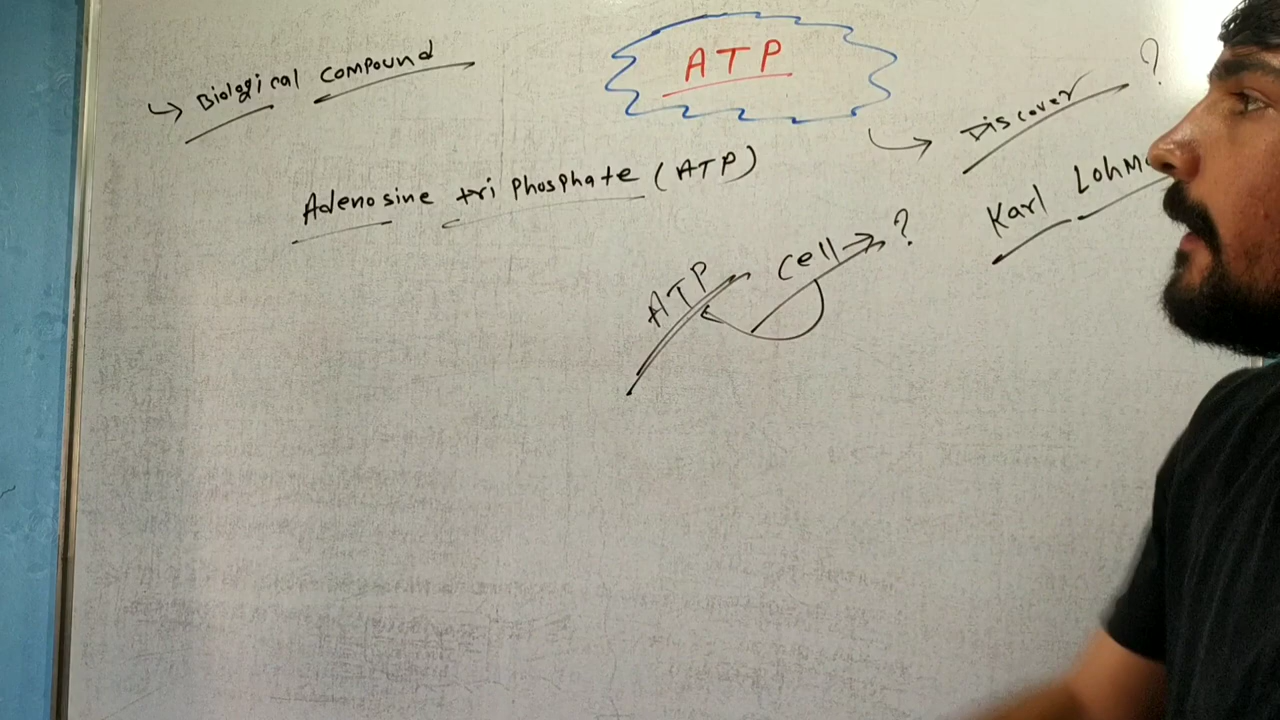 ATP
→ Biological compound
→ Discover ?
Adenosine tri phosphate (ATP)
Karl Lohm
ATP cell → ?